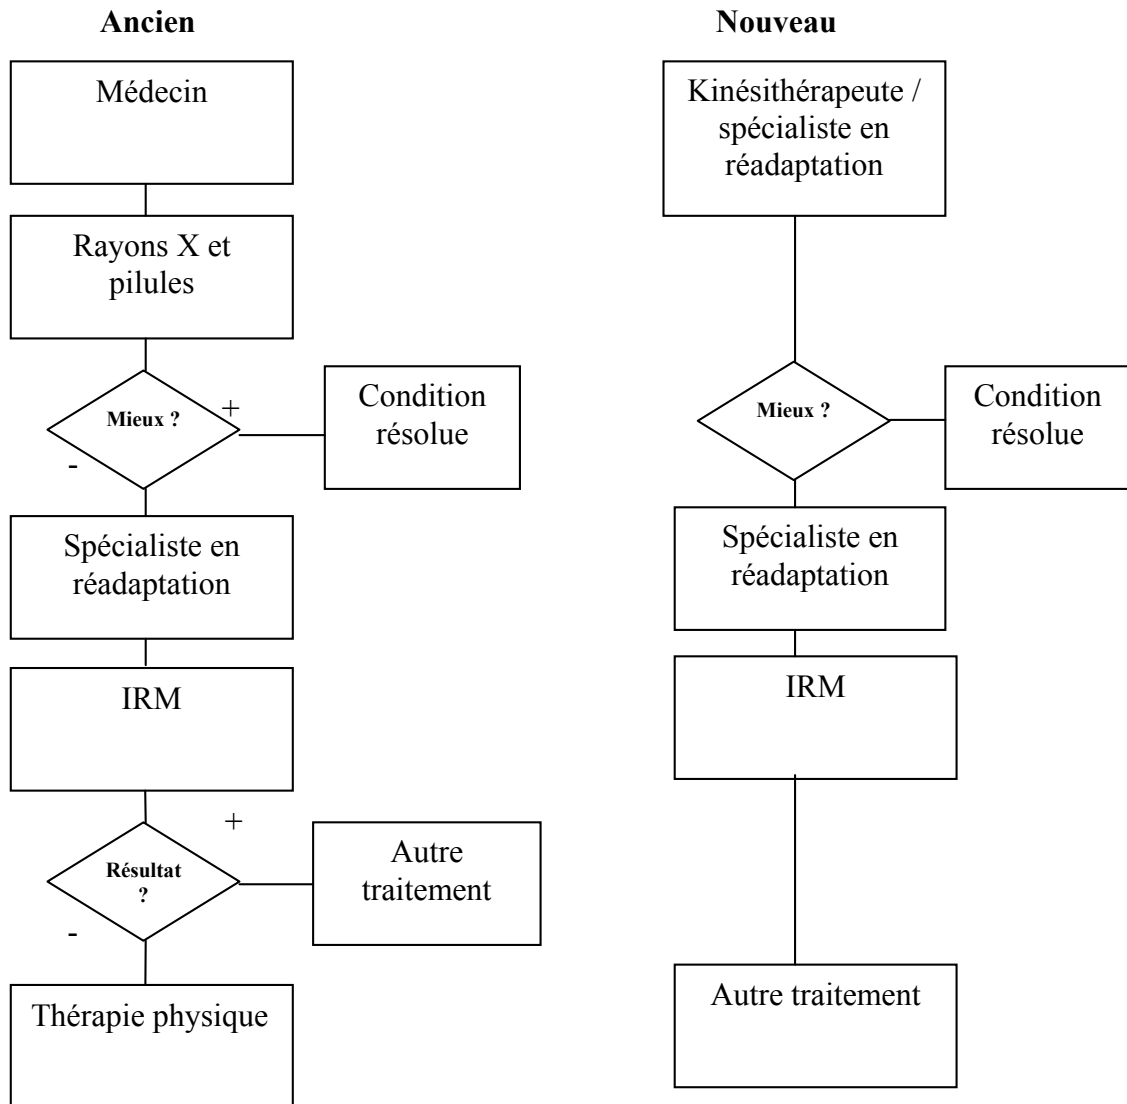 Ancien
Médecin
Rayons X et
pilules
Mieux ?
+
-
Condition
résolue
Spécialiste en
réadaptation
IRM
Résultat
?
+
-
Autre
traitement
Thérapie physique
Nouveau
Kinésithérapeute /
spécialiste en
réadaptation
Mieux ?
Condition
résolue
Spécialiste en
réadaptation
IRM
Autre traitement